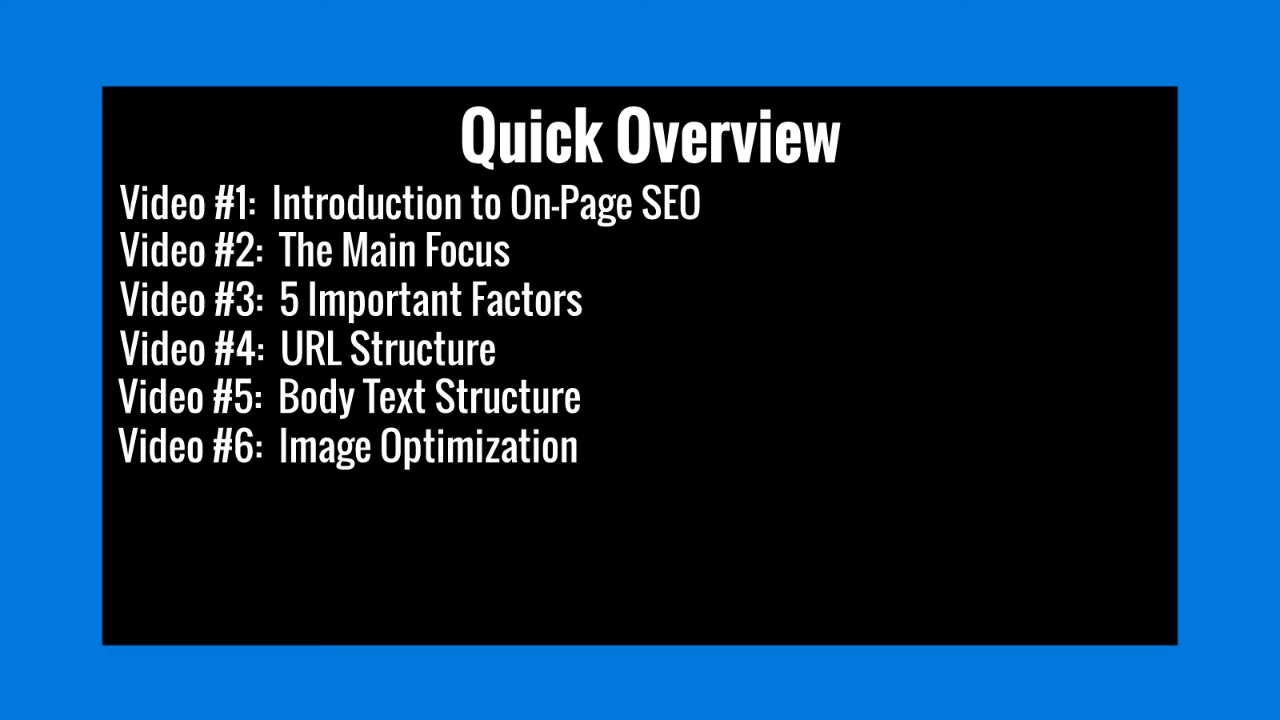 Quick Overview
Video #1: Introduction to On-Page SEO
Video #2: The Main Focus
Video #3: 5 Important Factors
Video #4: URL Structure
Video #5: Body Text Structure
Video #6: Image Optimization